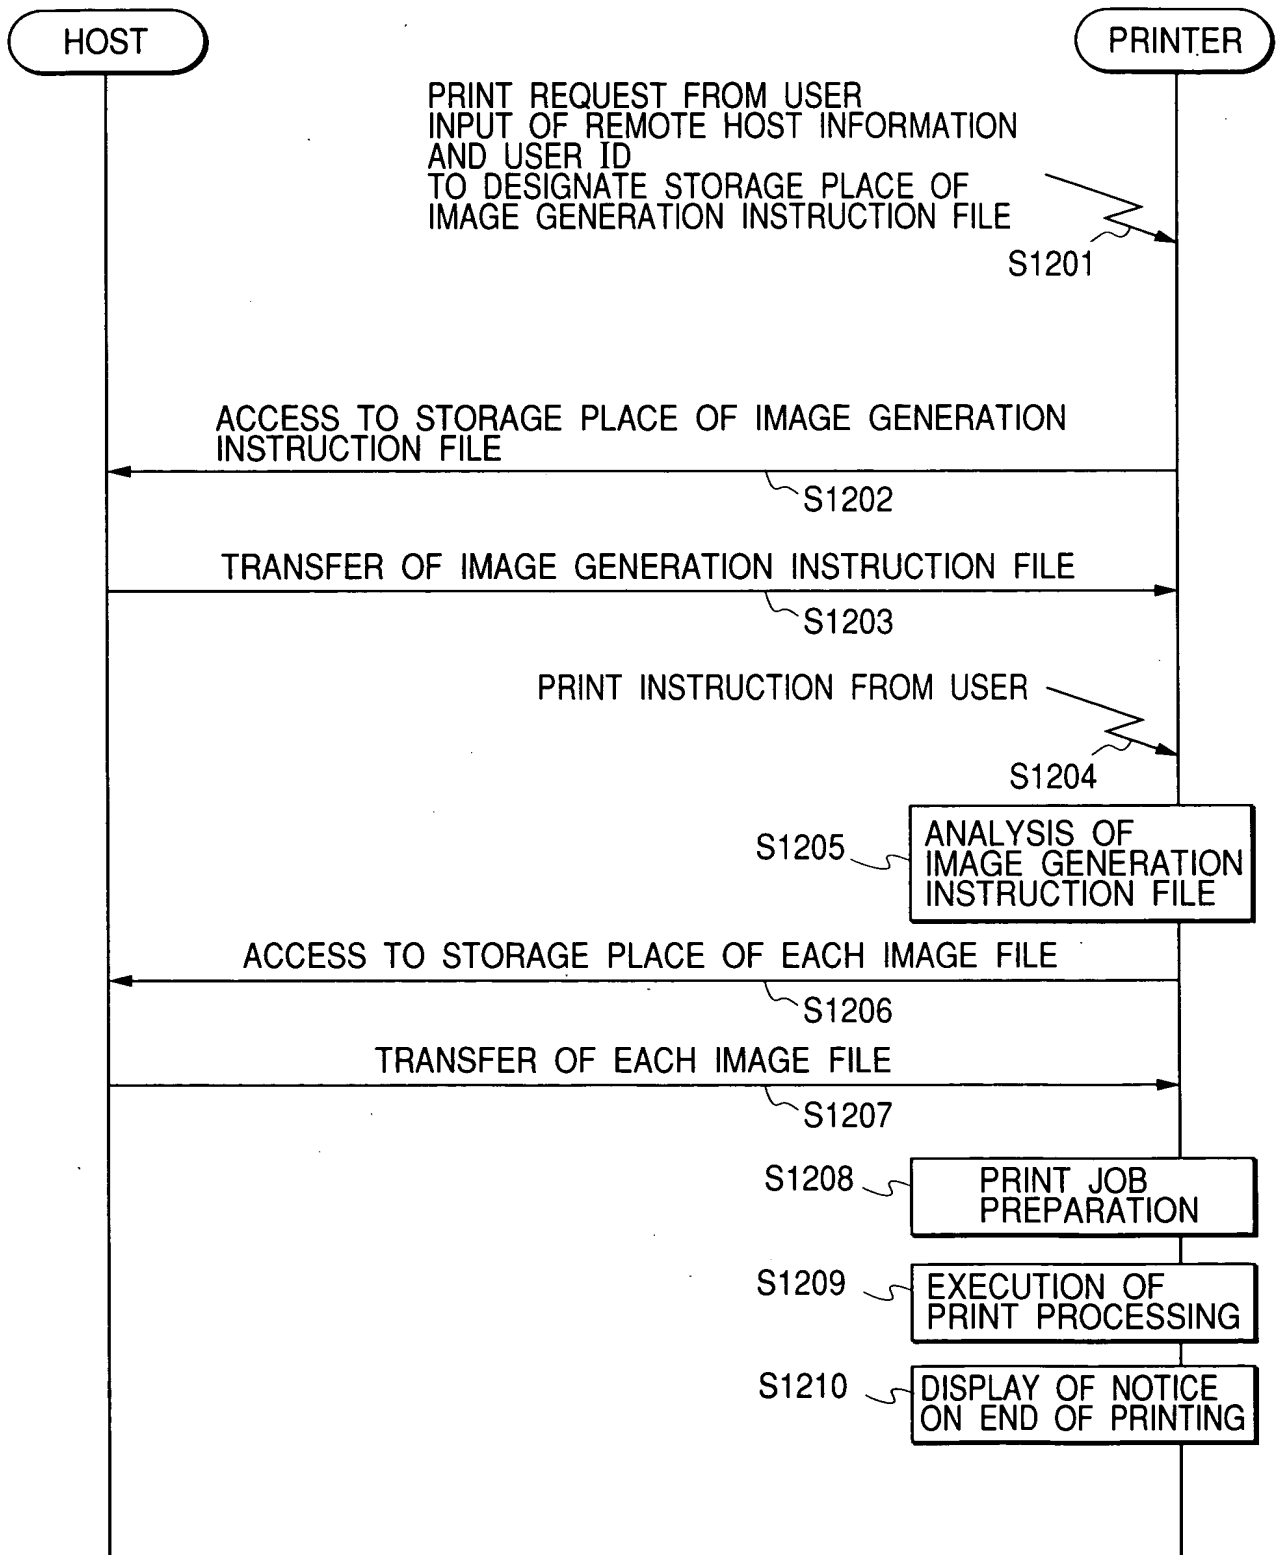 HOST
PRINTER
PRINT REQUEST FROM USER
INPUT OF REMOTE HOST INFORMATION
AND USER ID
TO DESIGNATE STORAGE PLACE OF
IMAGE GENERATION INSTRUCTION FILE
S1201
ACCESS TO STORAGE PLACE OF IMAGE GENERATION
INSTRUCTION FILE
S1202
TRANSFER OF IMAGE GENERATION INSTRUCTION FILE
S1203
PRINT INSTRUCTION FROM USER
S1204
S1205
ANALYSIS OF
IMAGE GENERATION
INSTRUCTION FILE
ACCESS TO STORAGE PLACE OF EACH IMAGE FILE
S1206
TRANSFER OF EACH IMAGE FILE
S1207
S1208
PRINT JOB
PREPARATION
S1209
EXECUTION OF
PRINT PROCESSING
S1210
DISPLAY OF NOTICE
ON END OF PRINTING